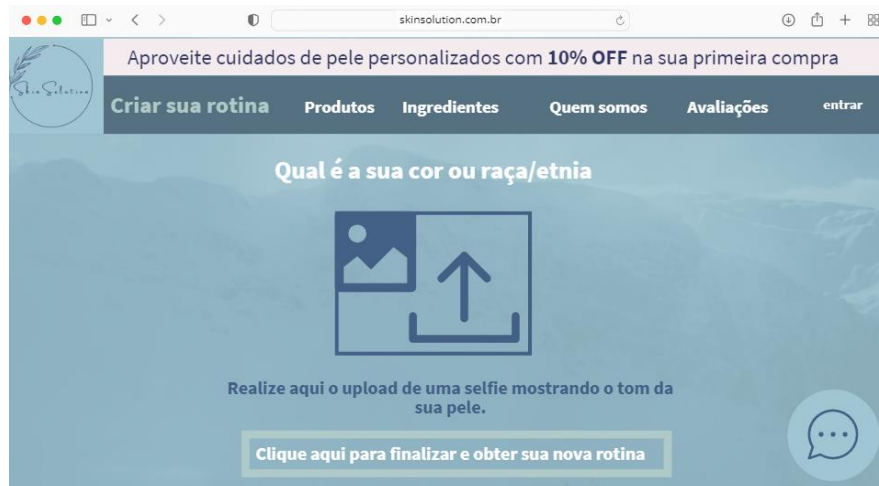 skinsolution.com.br
Aproveite cuidados de pele personalizados com 10% OFF na sua primeira compra
SkinSolution
Criar sua rotina Produtos Ingredientes Quem somos Avaliações entrar
Qual é a sua cor ou raça/etnia
Realize aqui o upload de uma selfie mostrando o tom da
sua pele.
Clique aqui para finalizar e obter sua nova rotina